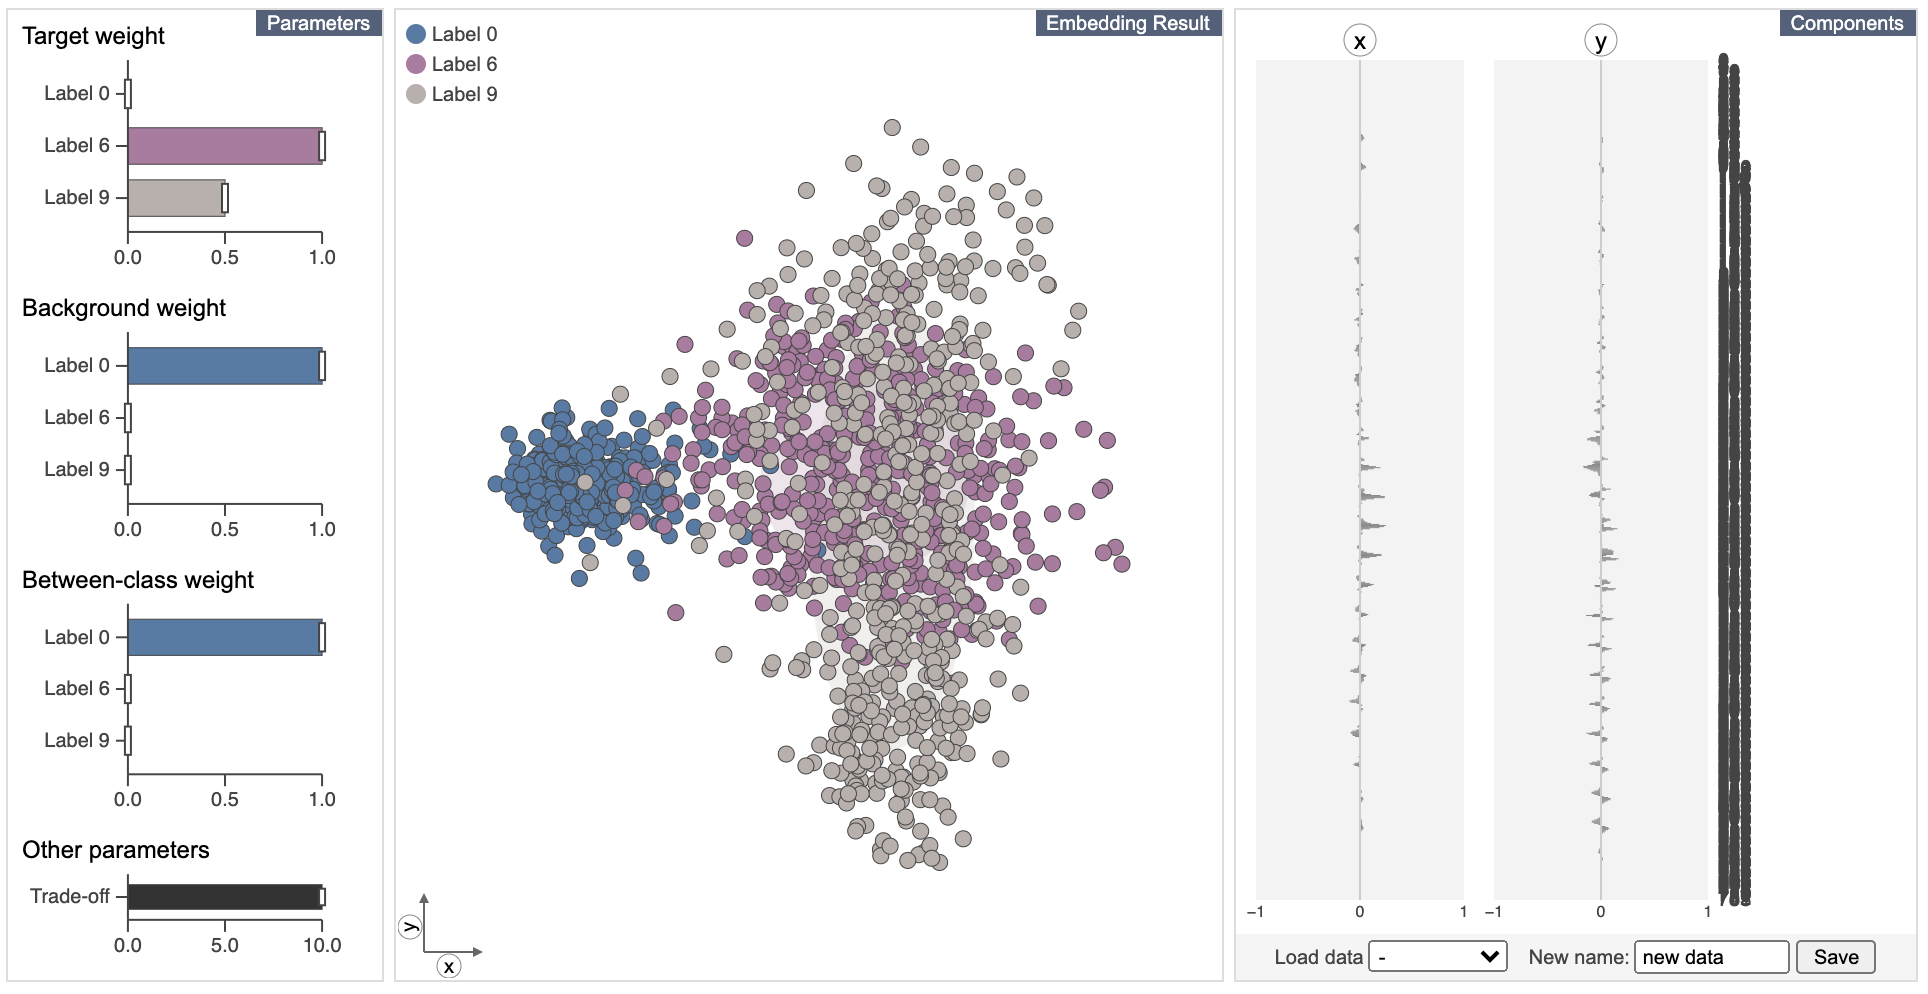 Parameters
Target weight
Label 0
Label 6
Label 9
0.0 0.5 1.0
Background weight
Label 0
Label 6
Label 9
0.0 0.5 1.0
Between-class weight
Label 0
Label 6
Label 9
0.0 0.5 1.0
Other parameters
Trade-off
0.0 5.0 10.0
Embedding Result
Label 0
Label 6
Label 9
y
x
Components
x y
−1 0 1 −1 0 1
Load data - New name: new data Save